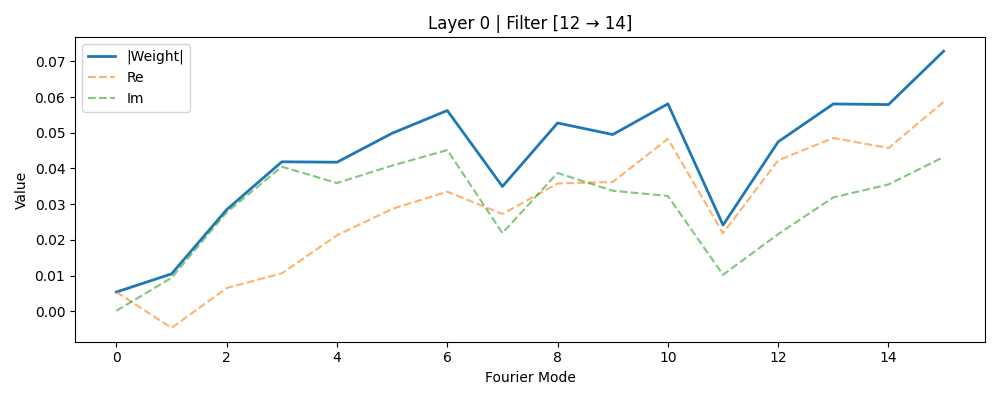 Layer 0 | Filter [12 → 14]
|Weight|
Re
Im
Value
0.07
0.06
0.05
0.04
0.03
0.02
0.01
0.00
0 2 4 6 8 10 12 14
Fourier Mode